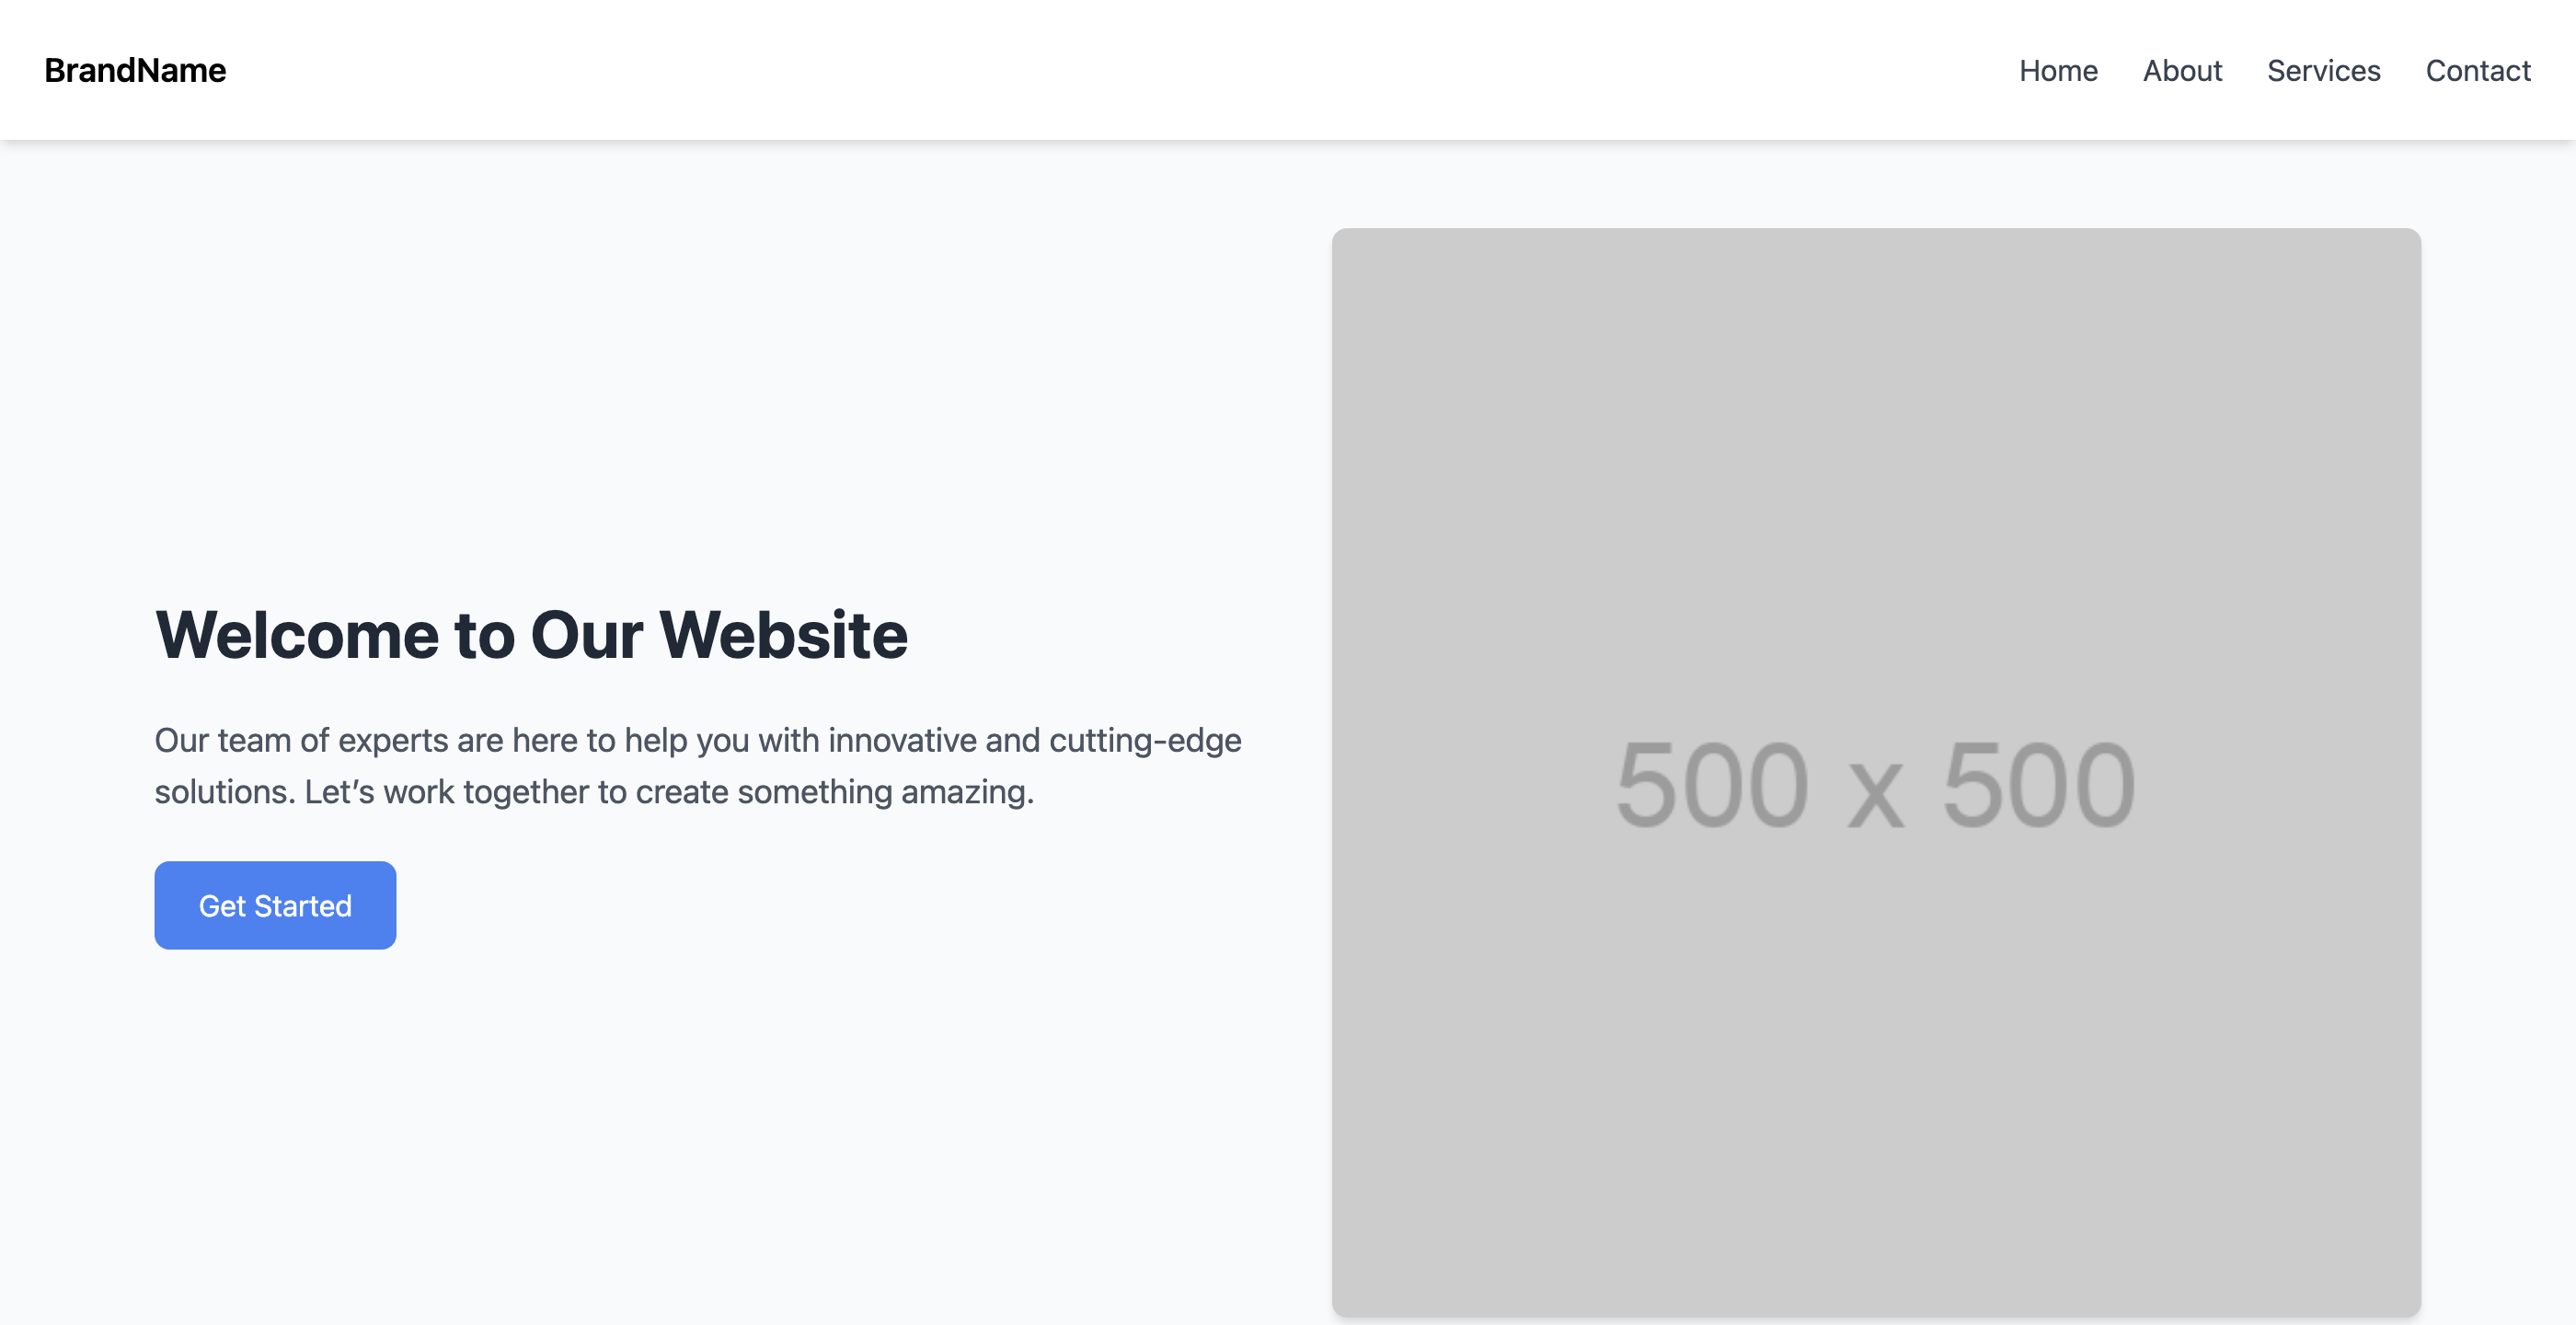 BrandName
Home About Services Contact
Welcome to Our Website
Our team of experts are here to help you with innovative and cutting-edge
solutions. Let’s work together to create something amazing.
Get Started
500 x 500